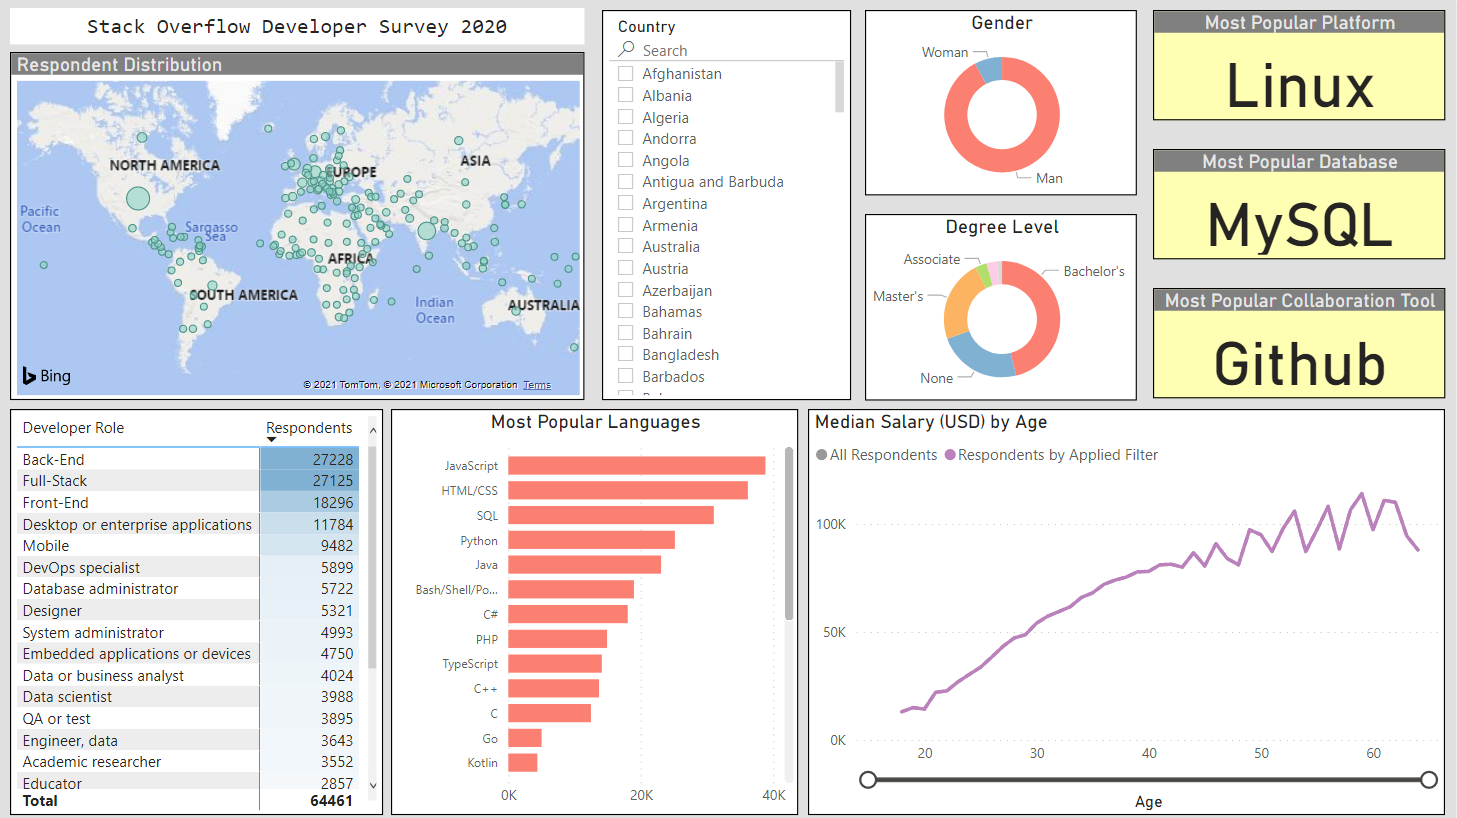 Stack Overflow Developer Survey 2020
Respondent Distribution
NORTH AMERICA
EUROPE
ASIA
Pacific
Ocean
Sargasso
Sea
AFRICA
SOUTH AMERICA
Indian
Ocean
AUSTRALIA
Bing
© 2021 TomTom, © 2021 Microsoft Corporation Terms
Country
Search
Afghanistan
Albania
Algeria
Andorra
Angola
Antigua and Barbuda
Argentina
Armenia
Australia
Austria
Azerbaijan
Bahamas
Bahrain
Bangladesh
Barbados
Gender
Woman
Man
Degree Level
Associate
Bachelor's
Master's
None
Most Popular Platform
Linux
Most Popular Database
MySQL
Most Popular Collaboration Tool
Github
Developer Role Respondents
Back-End 27228
Full-Stack 27125
Front-End 18296
Desktop or enterprise applications 11784
Mobile 9482
DevOps specialist 5899
Database administrator 5722
Designer 5321
System administrator 4993
Embedded applications or devices 4750
Data or business analyst 4024
Data scientist 3988
QA or test 3895
Engineer, data 3643
Academic researcher 3552
Educator 2857
Total 64461
Most Popular Languages
JavaScript
HTML/CSS
SQL
Python
Java
Bash/Shell/Po...
C#
PHP
TypeScript
C++
C
Go
Kotlin
0K 20K 40K
Median Salary (USD) by Age
All Respondents Respondents by Applied Filter
100K
50K
0K
20 30 40 50 60
Age